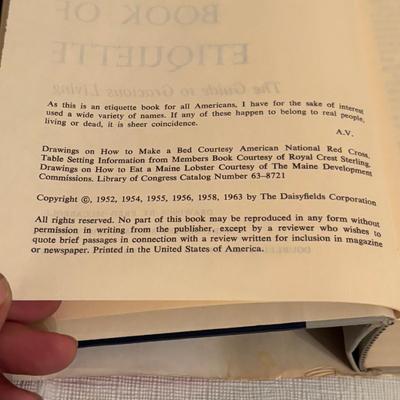 BOOK OF
ETIQUETTE
The Guide to Gracious Living
As this is an etiquette book for all Americans, I have for the sake of interest
used a wide variety of names. If any of these happen to belong to real people,
living or dead, it is sheer coincidence.
A.V.
Drawings on How to Make a Bed Courtesy American National Red Cross,
Table Setting Information from Members Book Courtesy of Royal Crest Sterling,
Drawings on How to Eat a Maine Lobster Courtesy of The Maine Development
Commissions. Library of Congress Catalog Number 63–8721
Copyright ©, 1952, 1954, 1955, 1956, 1958, 1963 by The Daisyfields Corporation
All rights reserved. No part of this book may be reproduced in any form without
permission in writing from the publisher, except by a reviewer who wishes to
quote brief passages in connection with a review written for inclusion in magazine
or newspaper. Printed in the United States of America.